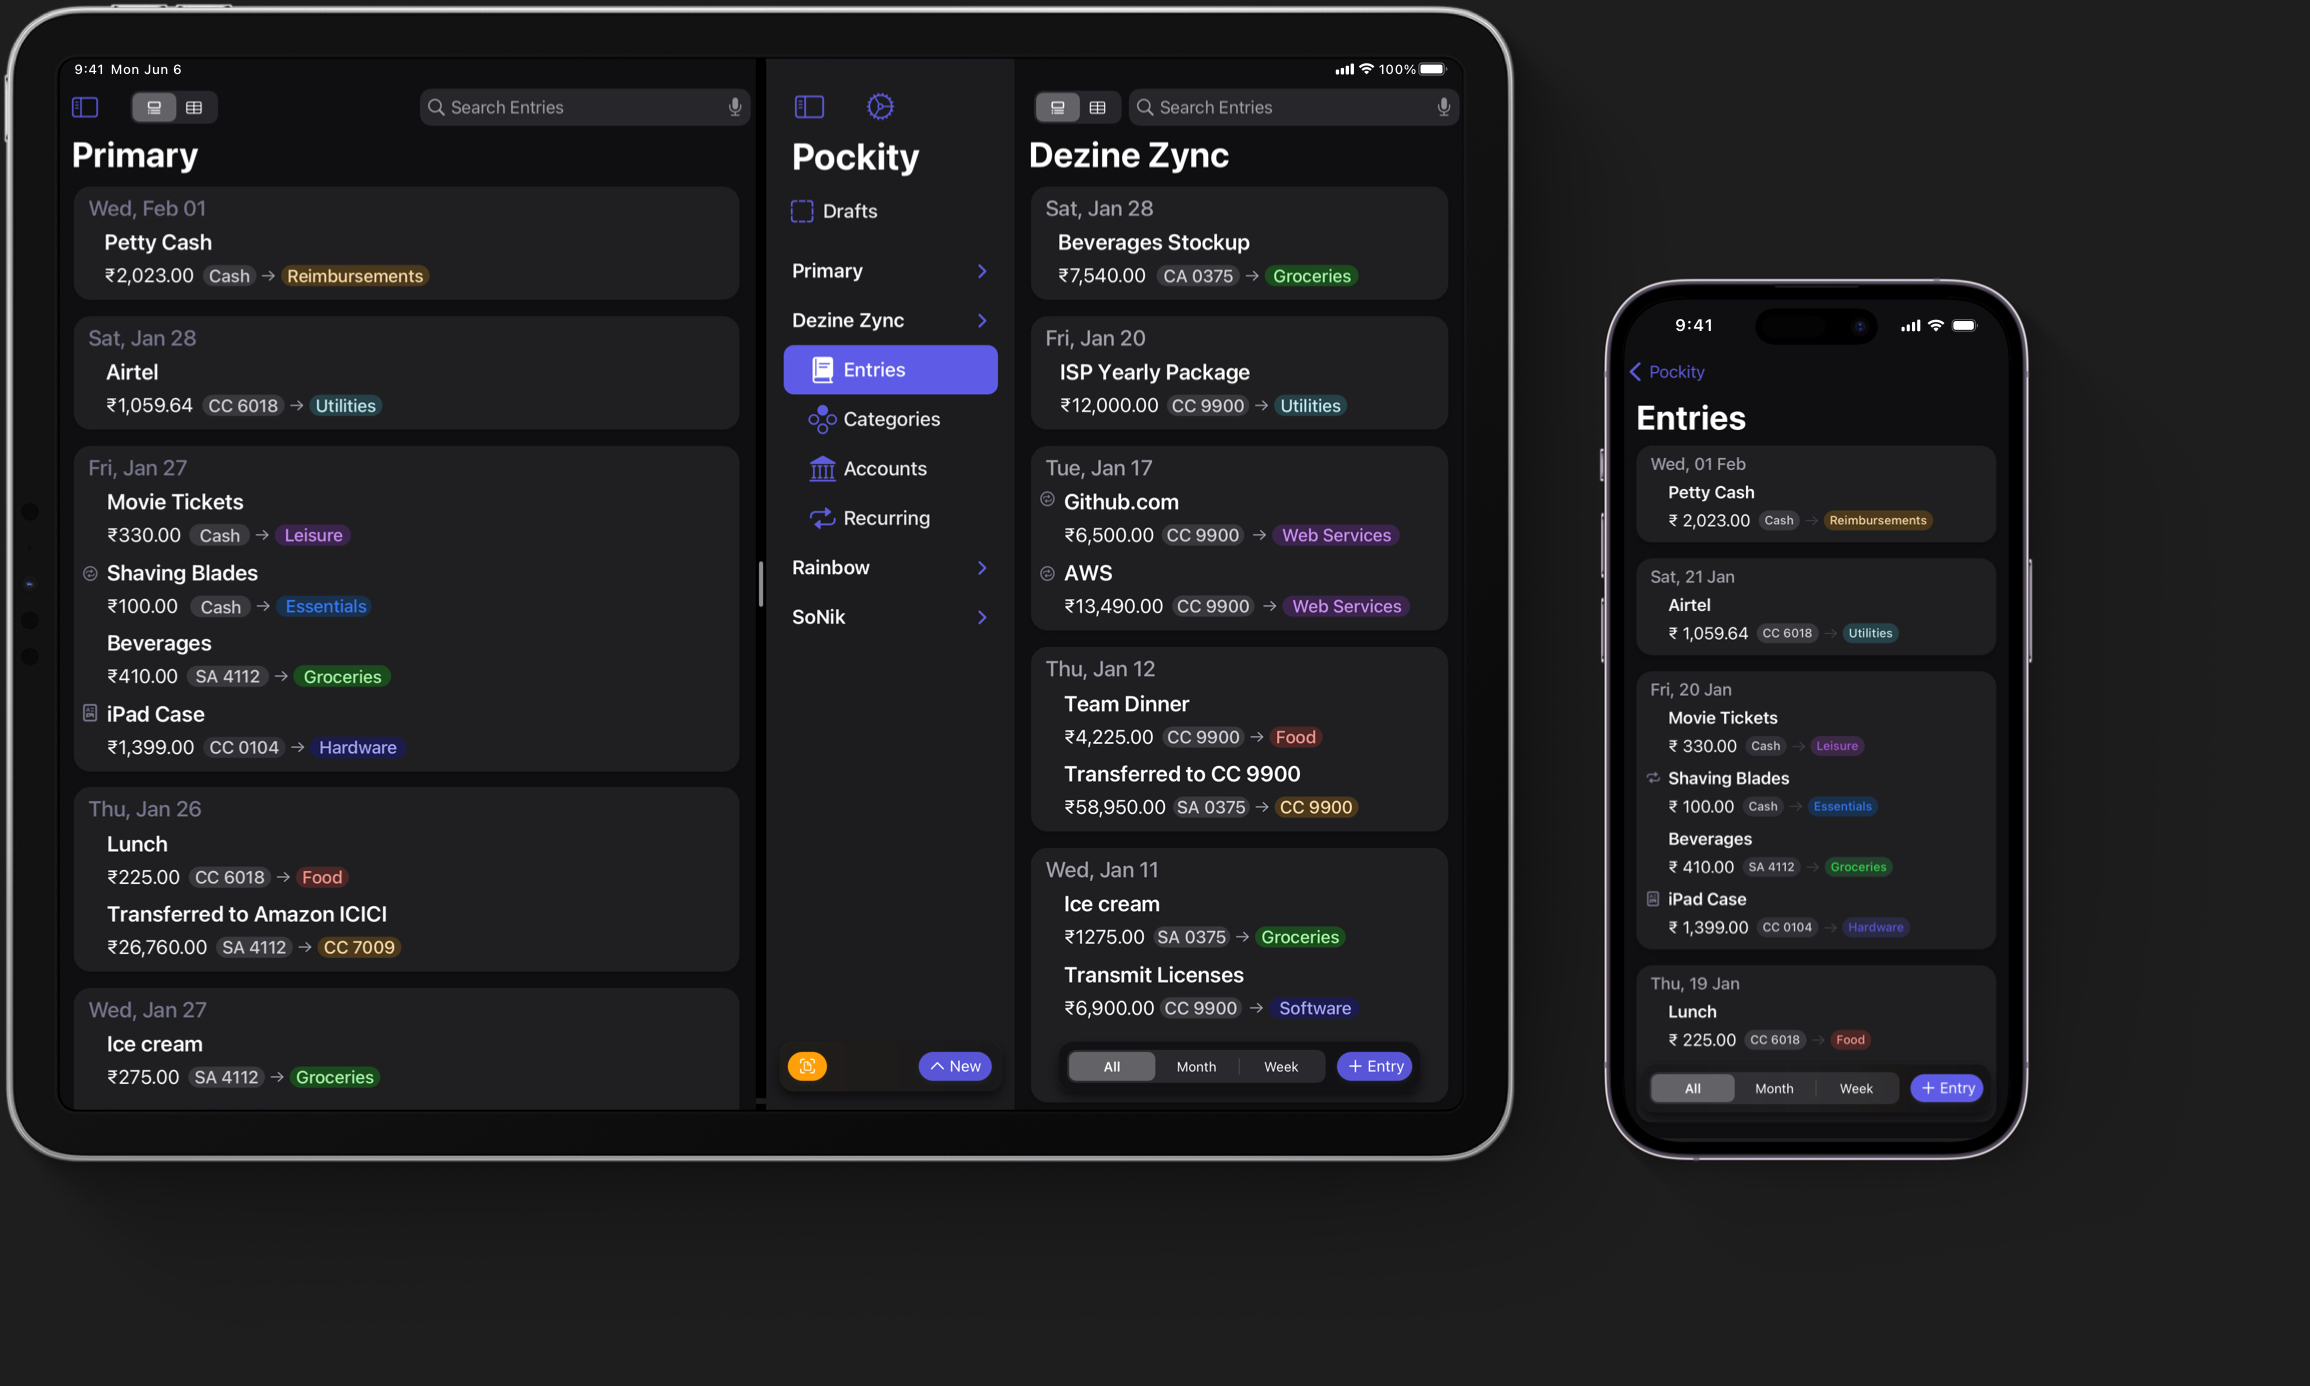 9:41 Mon Jun 6
Search Entries
Primary
Wed, Feb 01
Petty Cash
₹2,023.00 Cash → Reimbursements
Sat, Jan 28
Airtel
₹1,059.64 CC 6018 → Utilities
Fri, Jan 27
Movie Tickets
₹330.00 Cash → Leisure
Shaving Blades
₹100.00 Cash → Essentials
Beverages
₹410.00 SA 4112 → Groceries
iPad Case
₹1,399.00 CC 0104 → Hardware
Thu, Jan 26
Lunch
₹225.00 CC 6018 → Food
Transferred to Amazon ICICI
₹26,760.00 SA 4112 → CC 7009
Wed, Jan 27
Ice cream
₹275.00 SA 4112 → Groceries
Pockity
Drafts
Primary
Dezine Zync
Entries
Categories
Accounts
Recurring
Rainbow
SoNik
New
100%
Search Entries
Dezine Zync
Sat, Jan 28
Beverages Stockup
₹7,540.00 CA 0375 → Groceries
Fri, Jan 20
ISP Yearly Package
₹12,000.00 CC 9900 → Utilities
Tue, Jan 17
Github.com
₹6,500.00 CC 9900 → Web Services
AWS
₹13,490.00 CC 9900 → Web Services
Thu, Jan 12
Team Dinner
₹4,225.00 CC 9900 → Food
Transferred to CC 9900
₹58,950.00 SA 0375 → CC 9900
Wed, Jan 11
Ice cream
₹1275.00 SA 0375 → Groceries
Transmit Licenses
₹6,900.00 CC 9900 → Software
All Month Week + Entry
9:41
Pockity
Entries
Wed, 01 Feb
Petty Cash
₹ 2,023.00 Cash → Reimbursements
Sat, 21 Jan
Airtel
₹ 1,059.64 CC 6018 → Utilities
Fri, 20 Jan
Movie Tickets
₹ 330.00 Cash → Leisure
Shaving Blades
₹ 100.00 Cash → Essentials
Beverages
₹ 410.00 SA 4112 → Groceries
iPad Case
₹ 1,399.00 CC 0104 → Hardware
Thu, 19 Jan
Lunch
₹ 225.00 CC 6018 → Food
All Month Week + Entry